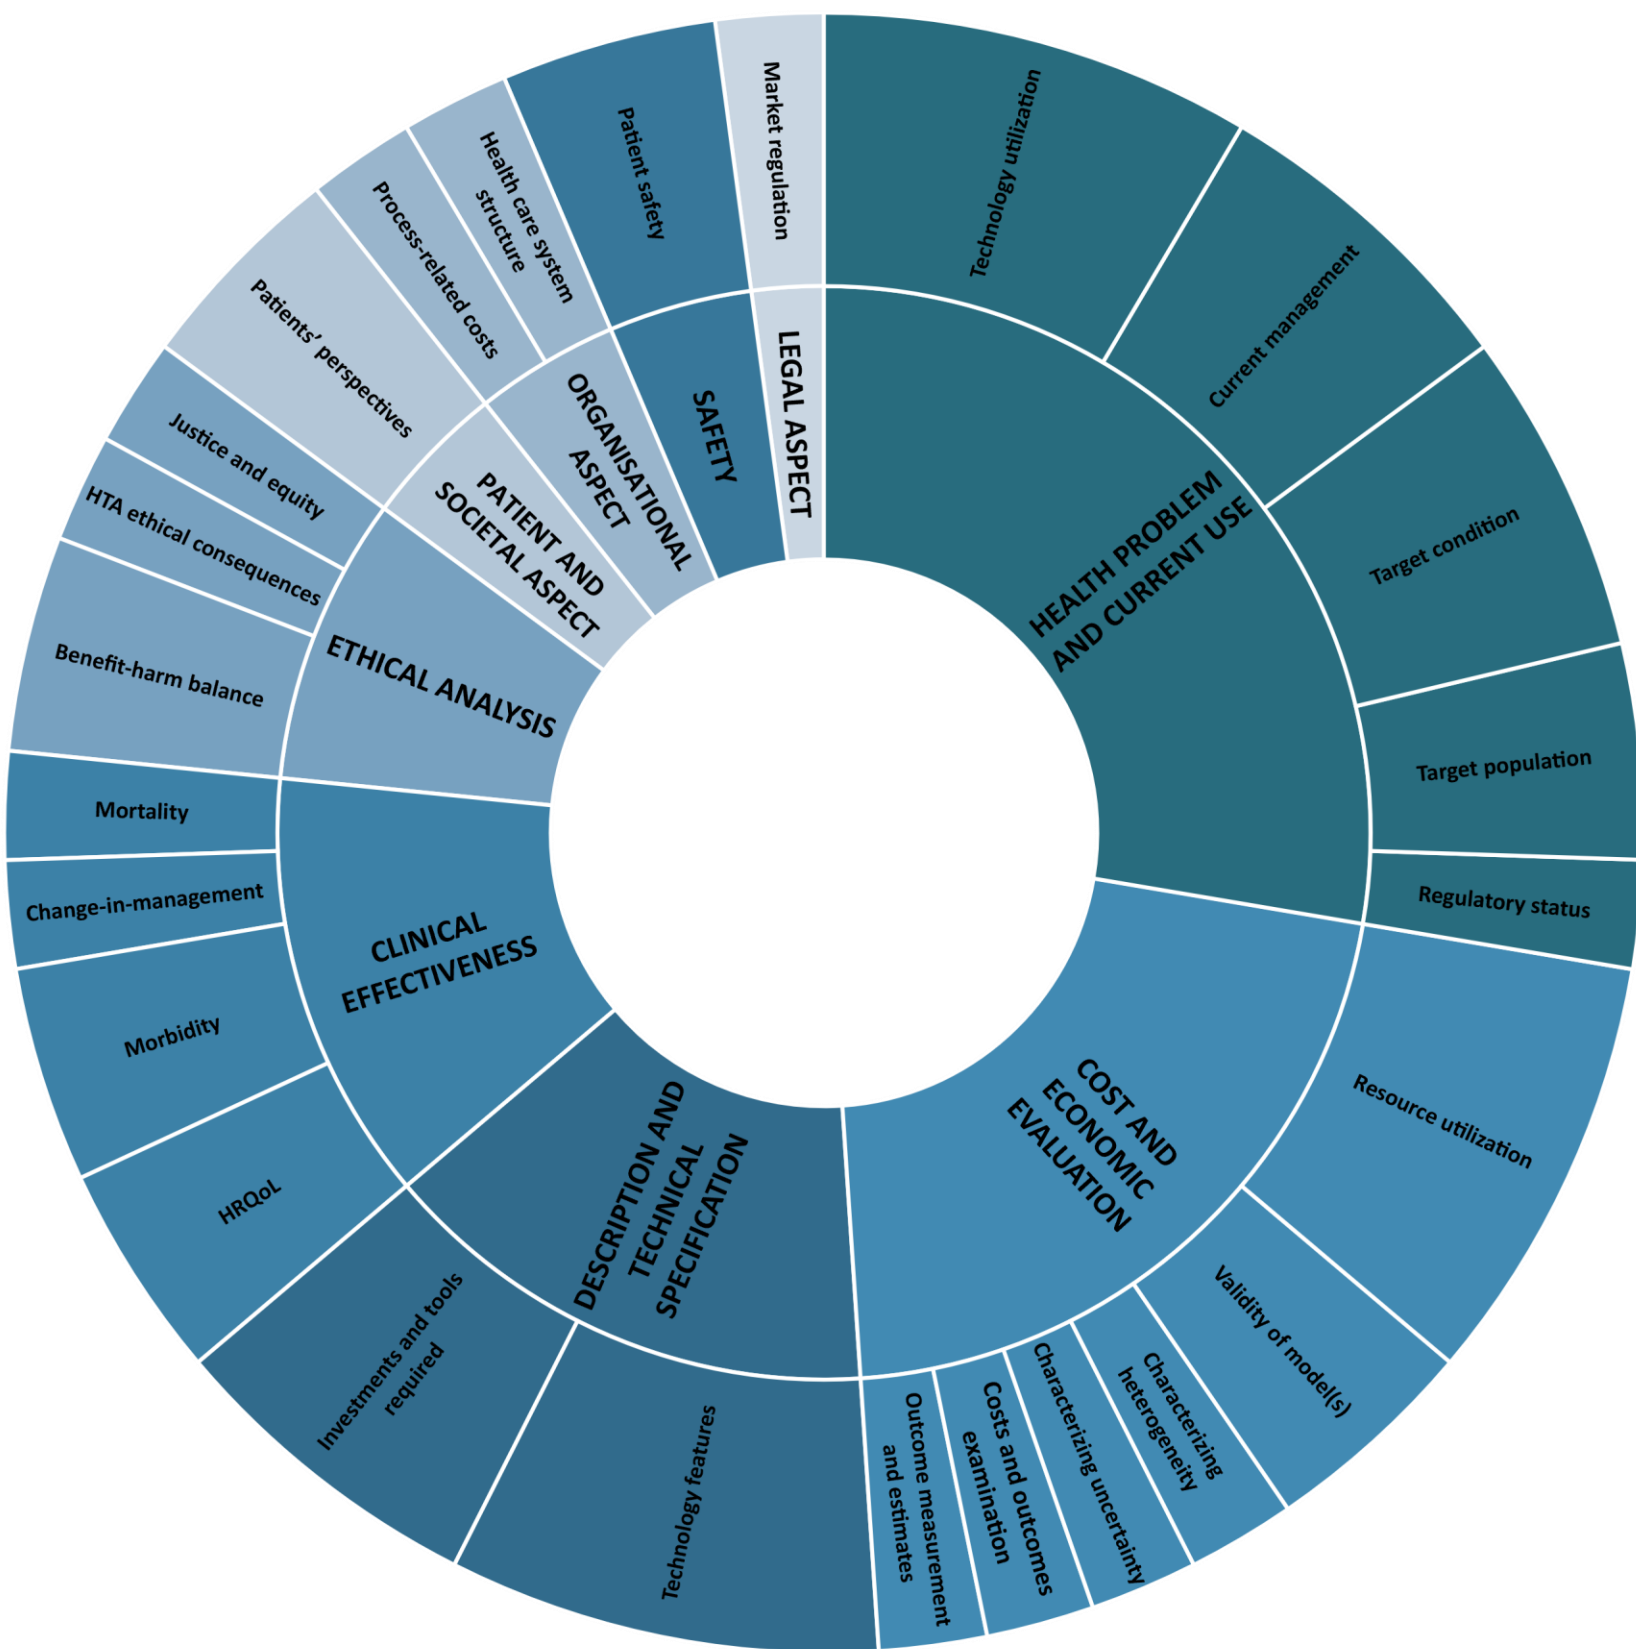 HEALTH PROBLEM
AND CURRENT USE
Technology utilization
Current management
Target condition
Target population
Regulatory status
COST AND
ECONOMIC
EVALUATION
Resource utilization
Validity of model(s)
Characterizing
heterogeneity
Characterizing uncertainty
Costs and outcomes
examination
Outcome measurement
and estimates
DESCRIPTION AND
TECHNICAL
SPECIFICATION
Technology features
Investments and tools
required
CLINICAL
EFFECTIVENESS
HRQoL
Morbidity
Change-in-management
Mortality
ETHICAL ANALYSIS
Benefit-harm balance
HTA ethical consequences
Justice and equity
PATIENT AND
SOCIETAL ASPECT
Patients’ perspectives
ORGANISATIONAL
ASPECT
Process-related costs
Health care system
structure
SAFETY
Patient safety
LEGAL ASPECT
Market regulation